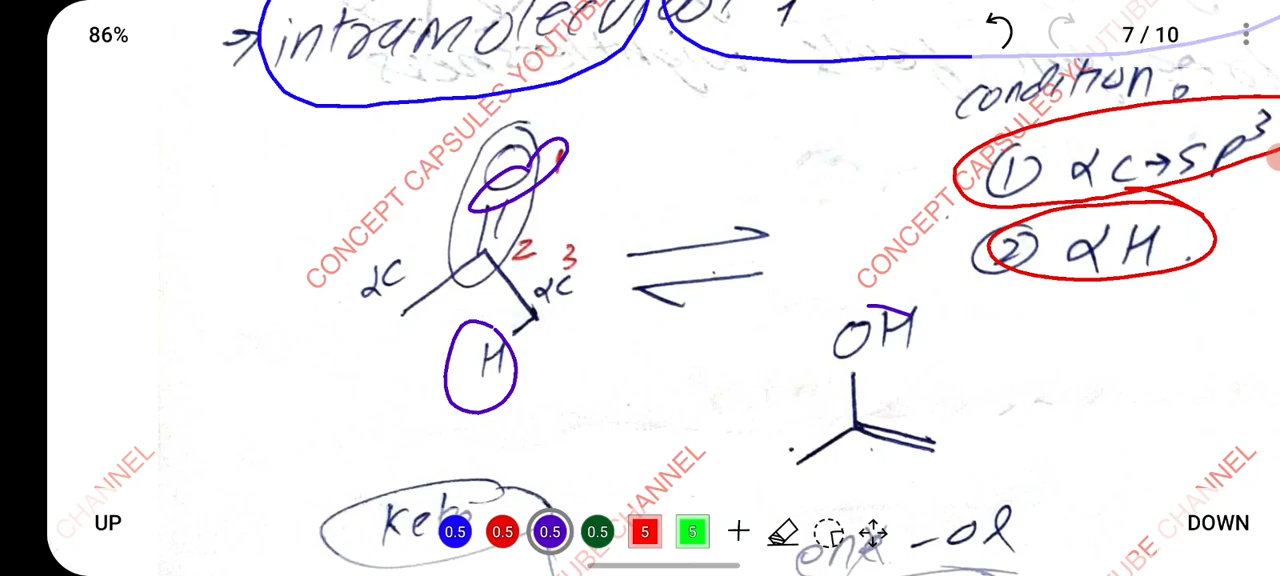 86%
7 / 10
→ intramolecul
condition:
① αC→SP³
② αH.
O
1
2
3
αC
αC
H
OH
Keto
ene -ol
0.5 0.5 0.5 0.5 5 5
UP
DOWN
CONCEPT CAPSULES YOUTUBE
CONCEPT CAPSULES YOUTUBE
CHANNEL
CHANNEL
CHANNEL